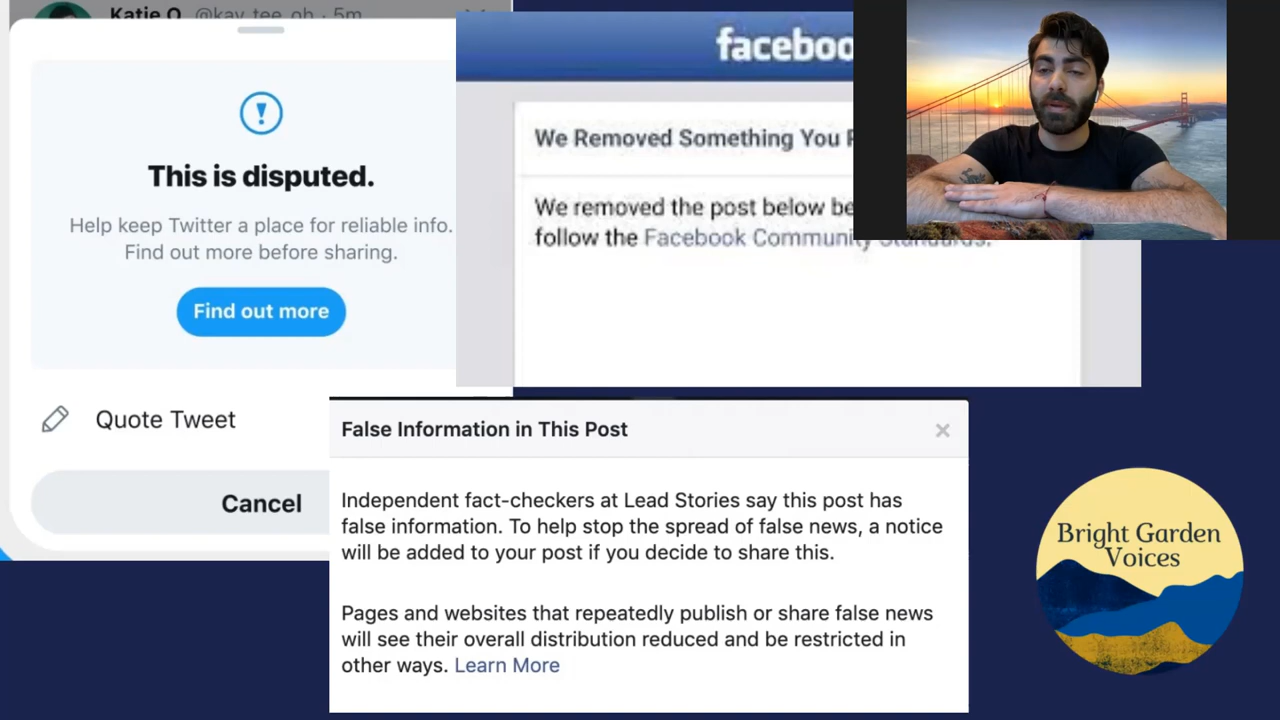 Katie O. @kay_tee_oh · 5m
This is disputed.
Help keep Twitter a place for reliable info.
Find out more before sharing.
Find out more
Quote Tweet
Cancel
faceboo
We Removed Something You
We removed the post below be
follow the Facebook Community Standards.
False Information in This Post
Independent fact-checkers at Lead Stories say this post has
false information. To help stop the spread of false news, a notice
will be added to your post if you decide to share this.
Pages and websites that repeatedly publish or share false news
will see their overall distribution reduced and be restricted in
other ways. Learn More
Bright Garden
Voices